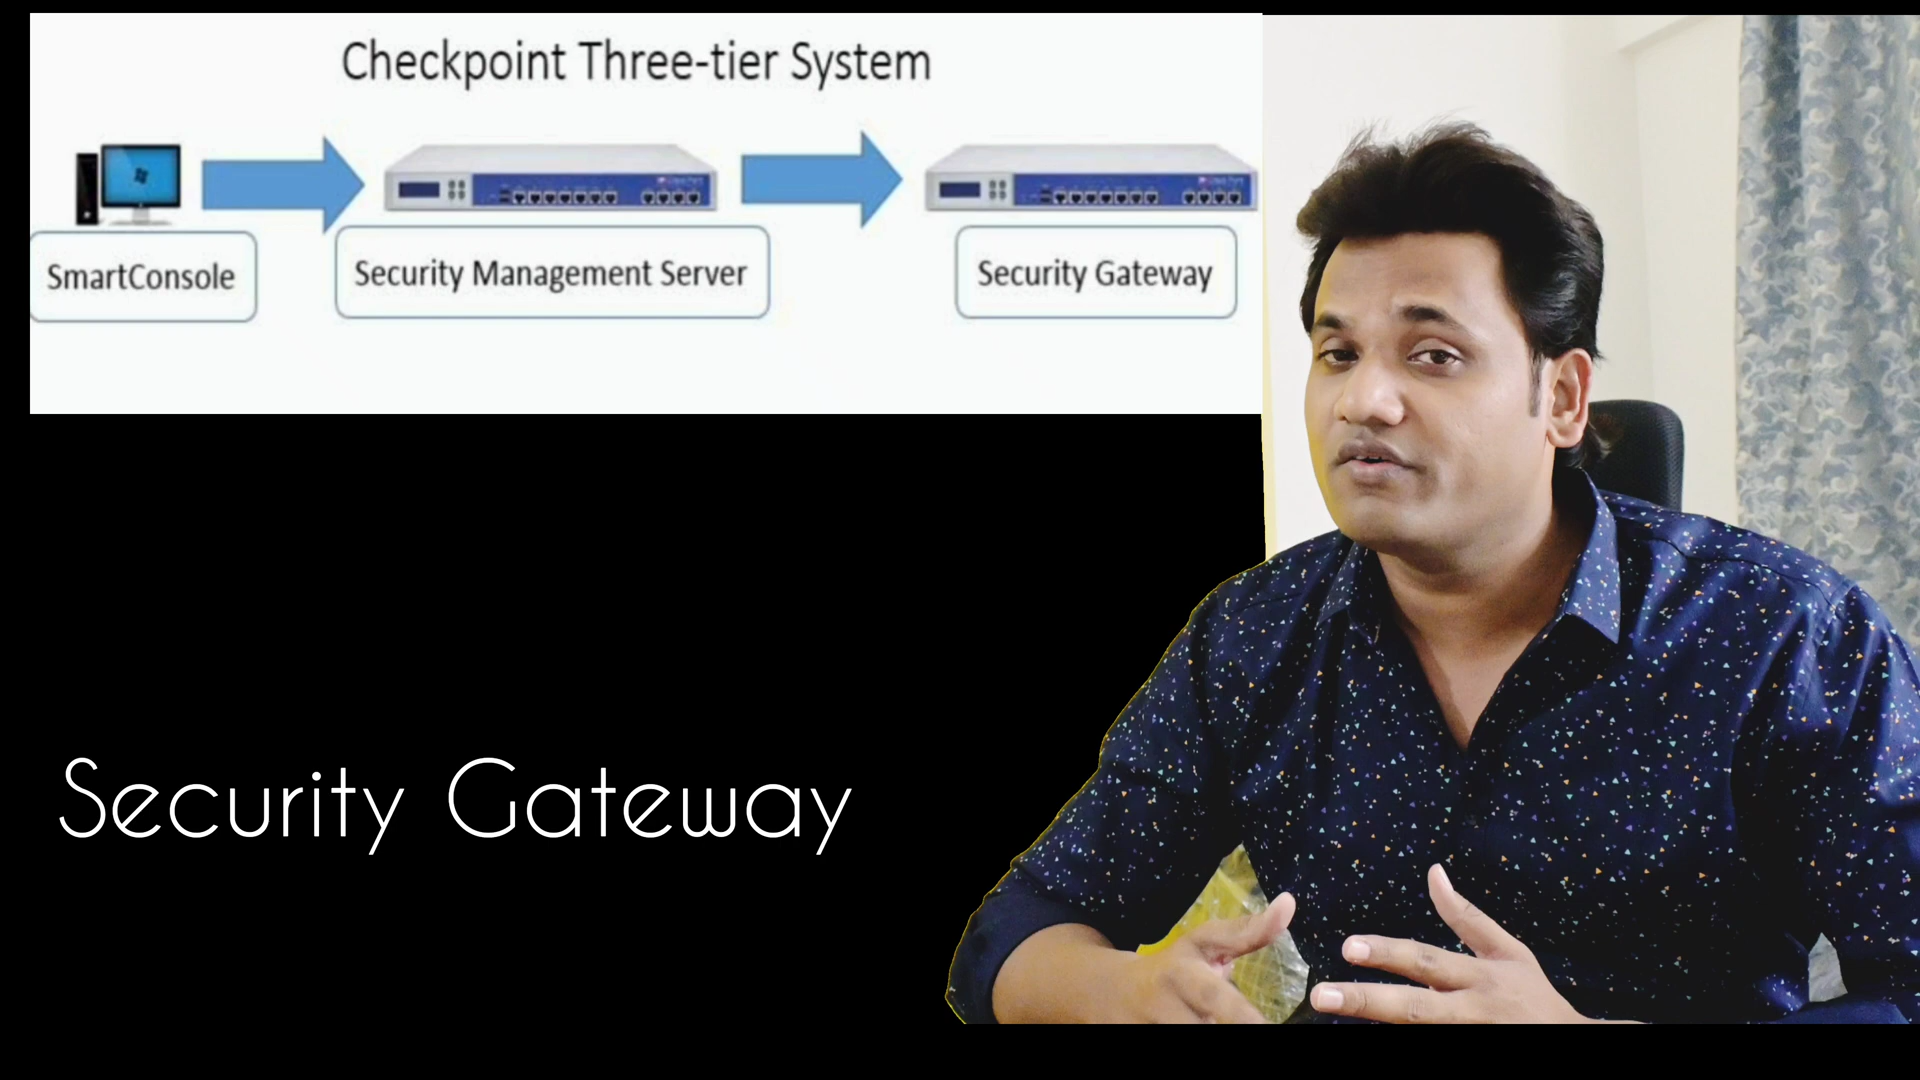 Checkpoint Three-tier System
SmartConsole
Security Management Server
Security Gateway
Security Gateway